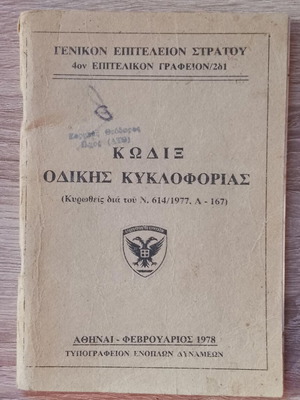 ΓΕΝΙΚΟΝ ΕΠΙΤΕΛΕΙΟΝ ΣΤΡΑΤΟΥ
4ον ΕΠΙΤΕΛΙΚΟΝ ΓΡΑΦΕΙΟΝ/2δ1
ΚΩΔΙΞ
ΟΔΙΚΗΣ ΚΥΚΛΟΦΟΡΙΑΣ
(Κυρωθείς διά τοῦ Ν. 614/1977, Α - 167)
ΑΘΗΝΑΙ - ΦΕΒΡΟΥΑΡΙΟΣ 1978
ΤΥΠΟΓΡΑΦΕΙΟΝ ΕΝΟΠΛΩΝ ΔΥΝΑΜΕΩΝ